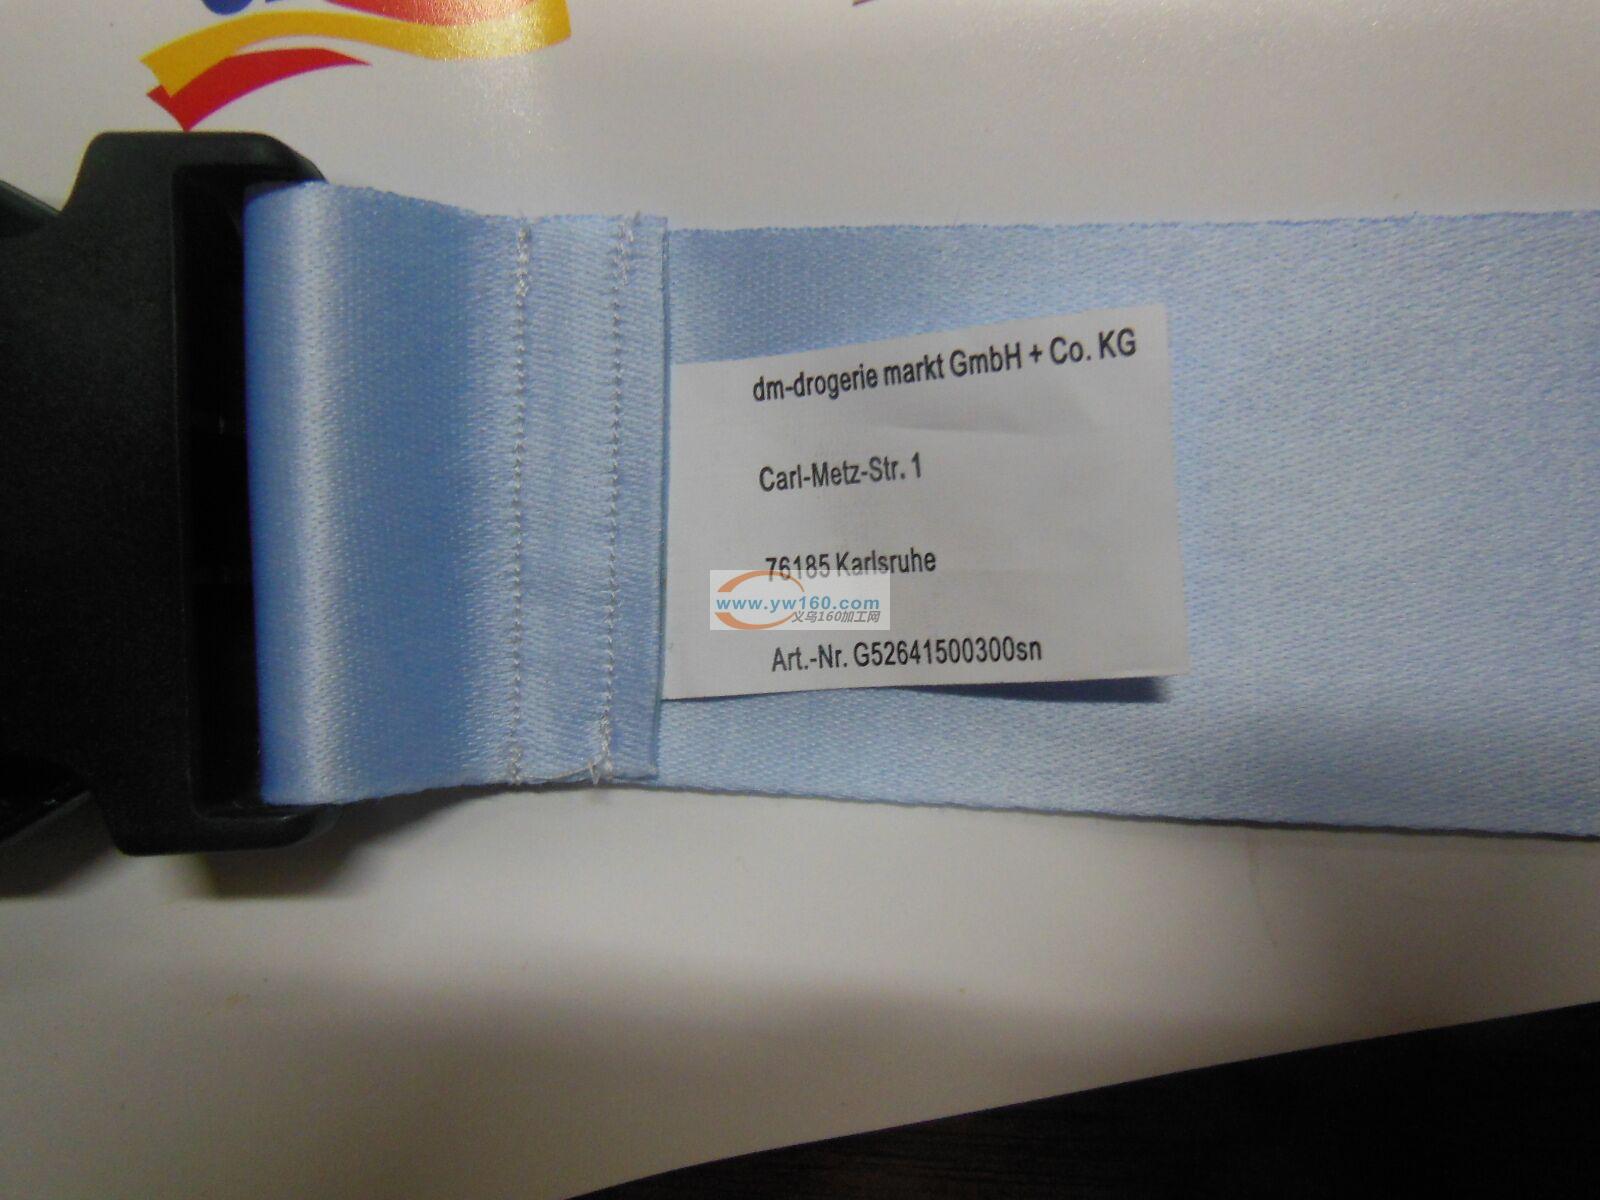 dm-drogerie markt GmbH + Co. KG
Carl-Metz-Str. 1
76185 Karlsruhe
www.yw160.com
义乌160加工网
Art.-Nr. G52641500300sn